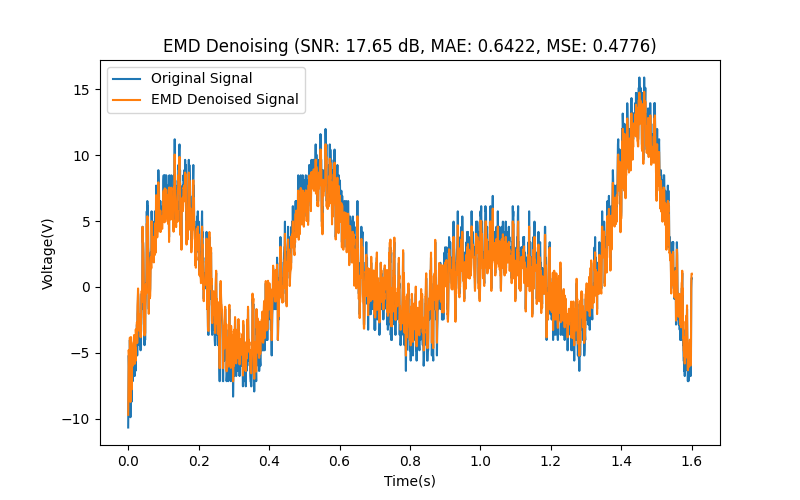 EMD Denoising (SNR: 17.65 dB, MAE: 0.6422, MSE: 0.4776)
Original Signal
EMD Denoised Signal
15
10
5
0
−5
−10
Voltage(V)
0.0 0.2 0.4 0.6 0.8 1.0 1.2 1.4 1.6
Time(s)